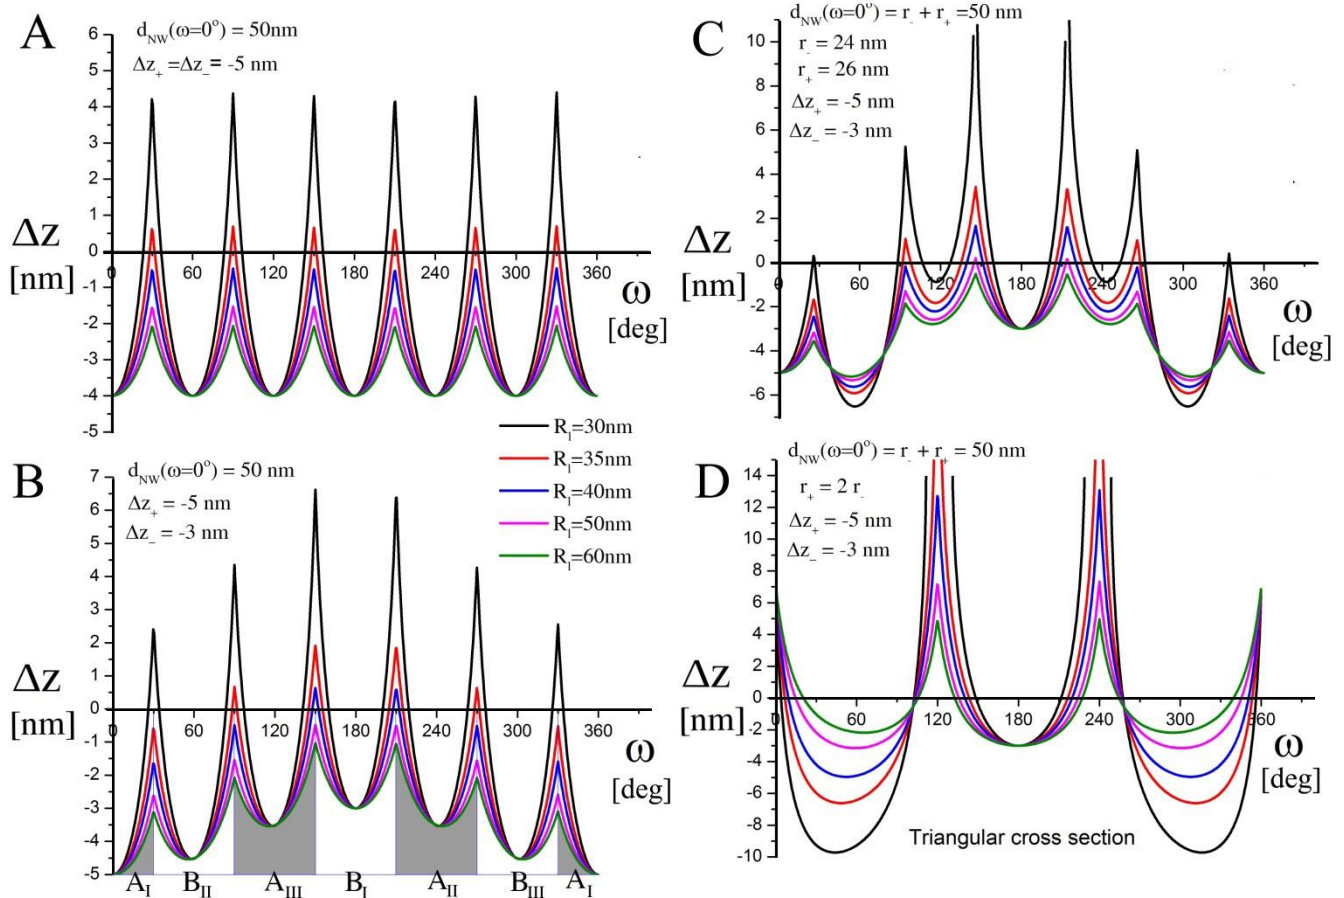 A
d_NW(ω=0°) = 50nm
Δz₊ =Δz₋= -5 nm
6
5
4
3
2
1
0
-1
-2
-3
-4
-5
Δz
[nm]
0 60 120 180 240 300 360
ω
[deg]
B
d_NW(ω=0°) = 50 nm
Δz₊ = -5 nm
Δz₋ = -3 nm
7
6
5
4
3
2
1
0
-1
-2
-3
-4
-5
Δz
[nm]
0 60 120 180 240 300 360
ω
[deg]
A_I B_II A_III B_I A_II B_III A_I
R_I=30nm
R_I=35nm
R_I=40nm
R_I=50nm
R_I=60nm
C
d_NW(ω=0°) = r₋ + r₊ =50 nm
r₋ = 24 nm
r₊ = 26 nm
Δz₊ = -5 nm
Δz₋ = -3 nm
10
8
6
4
2
0
-2
-4
-6
Δz
[nm]
0 60 120 180 240 300 360
ω
[deg]
D
d_NW(ω=0°) = r₋ + r₊ = 50 nm
r₊ = 2 r₋
Δz₊ = -5 nm
Δz₋ = -3 nm
14
12
10
8
6
4
2
0
-2
-4
-6
-8
-10
Δz
[nm]
0 60 120 180 240 300 360
ω
[deg]
Triangular cross section